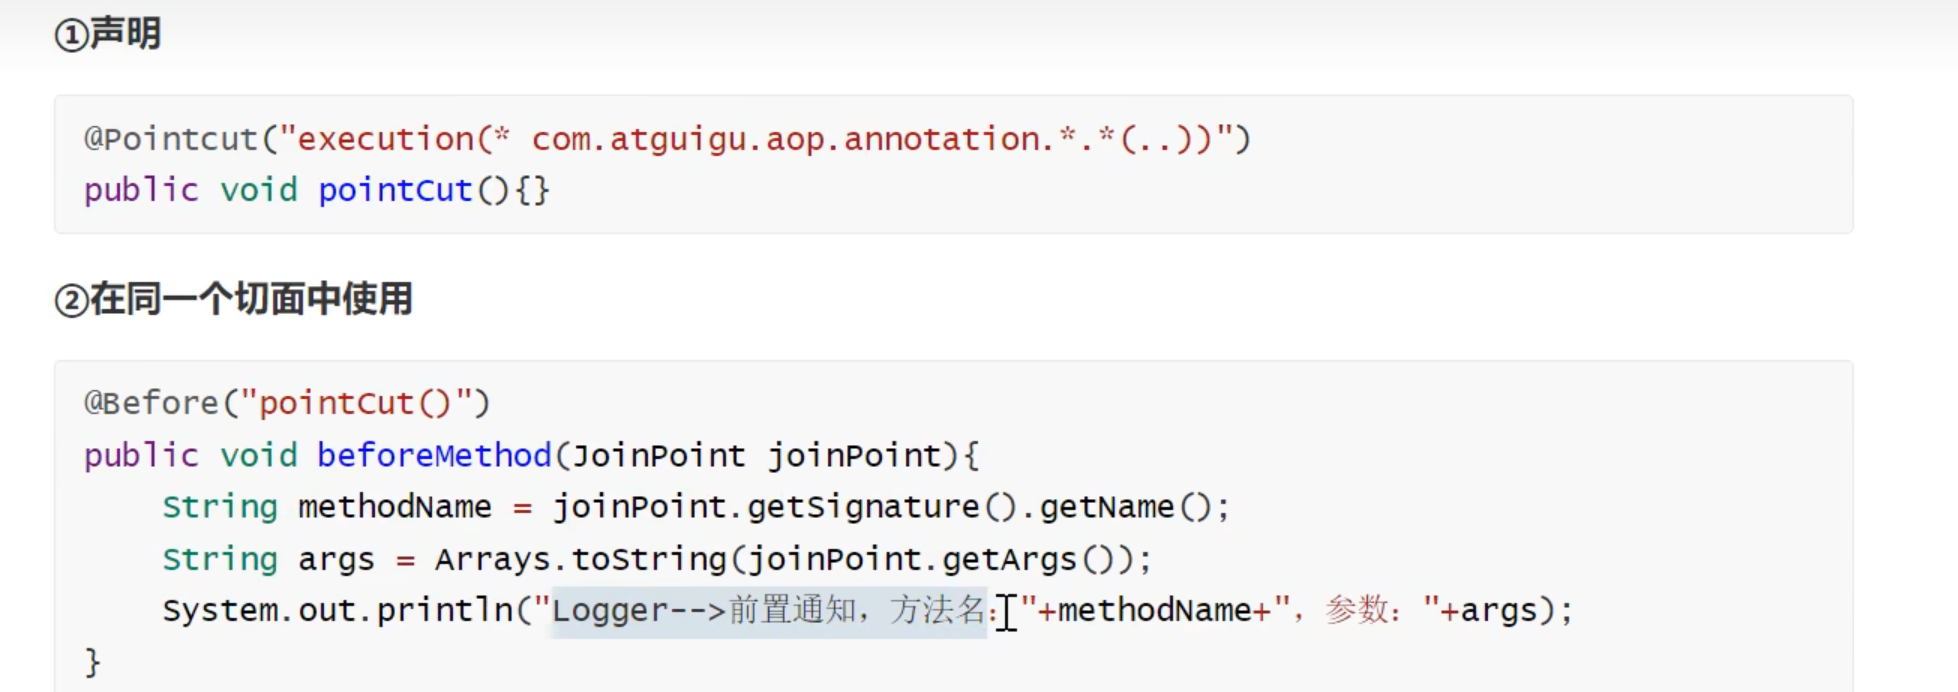 ①声明
@Pointcut("execution(* com.atguigu.aop.annotation.*.*(..))")
public void pointCut(){}
②在同一个切面中使用
@Before("pointCut()")
public void beforeMethod(JoinPoint joinPoint){
    String methodName = joinPoint.getSignature().getName();
    String args = Arrays.toString(joinPoint.getArgs());
    System.out.println("Logger-->前置通知，方法名："+methodName+"，参数："+args);
}